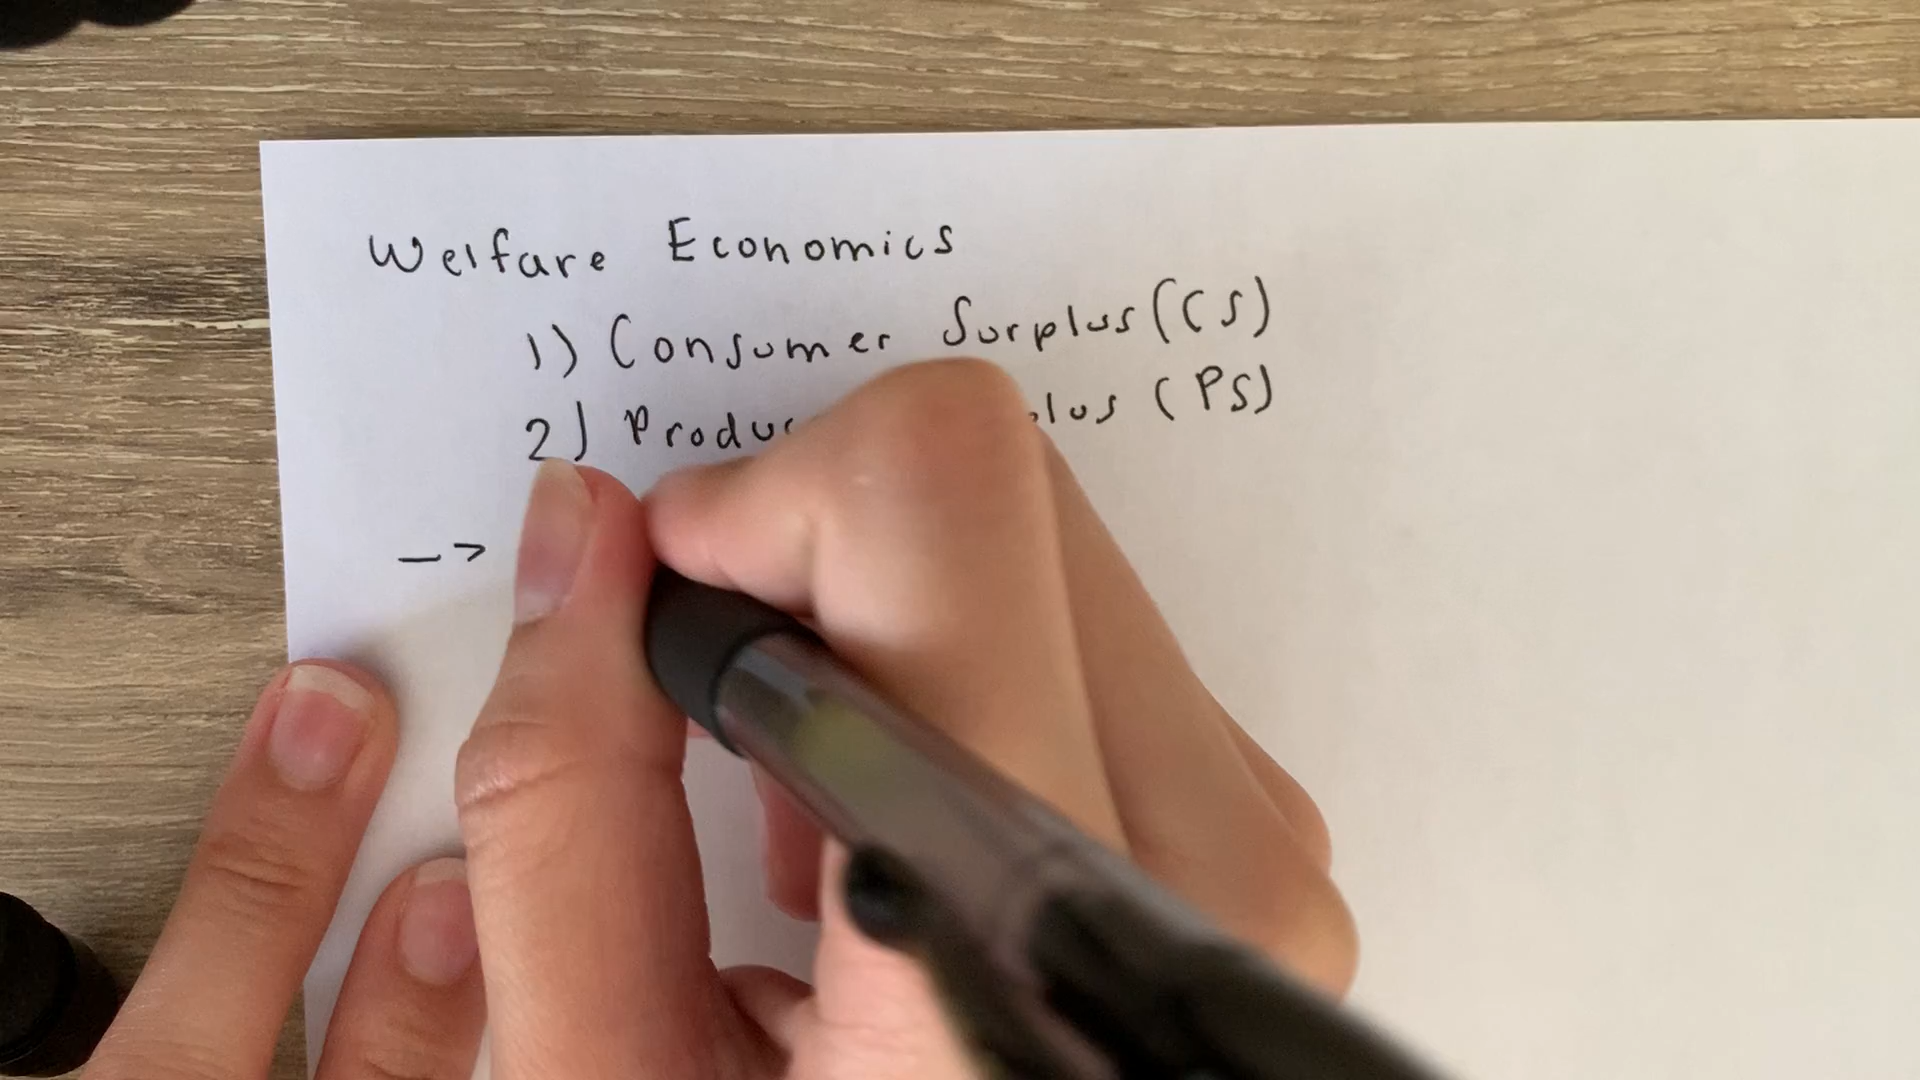 Welfare Economics
1) Consumer Surplus (CS)
2) Produc lus (PS)
->